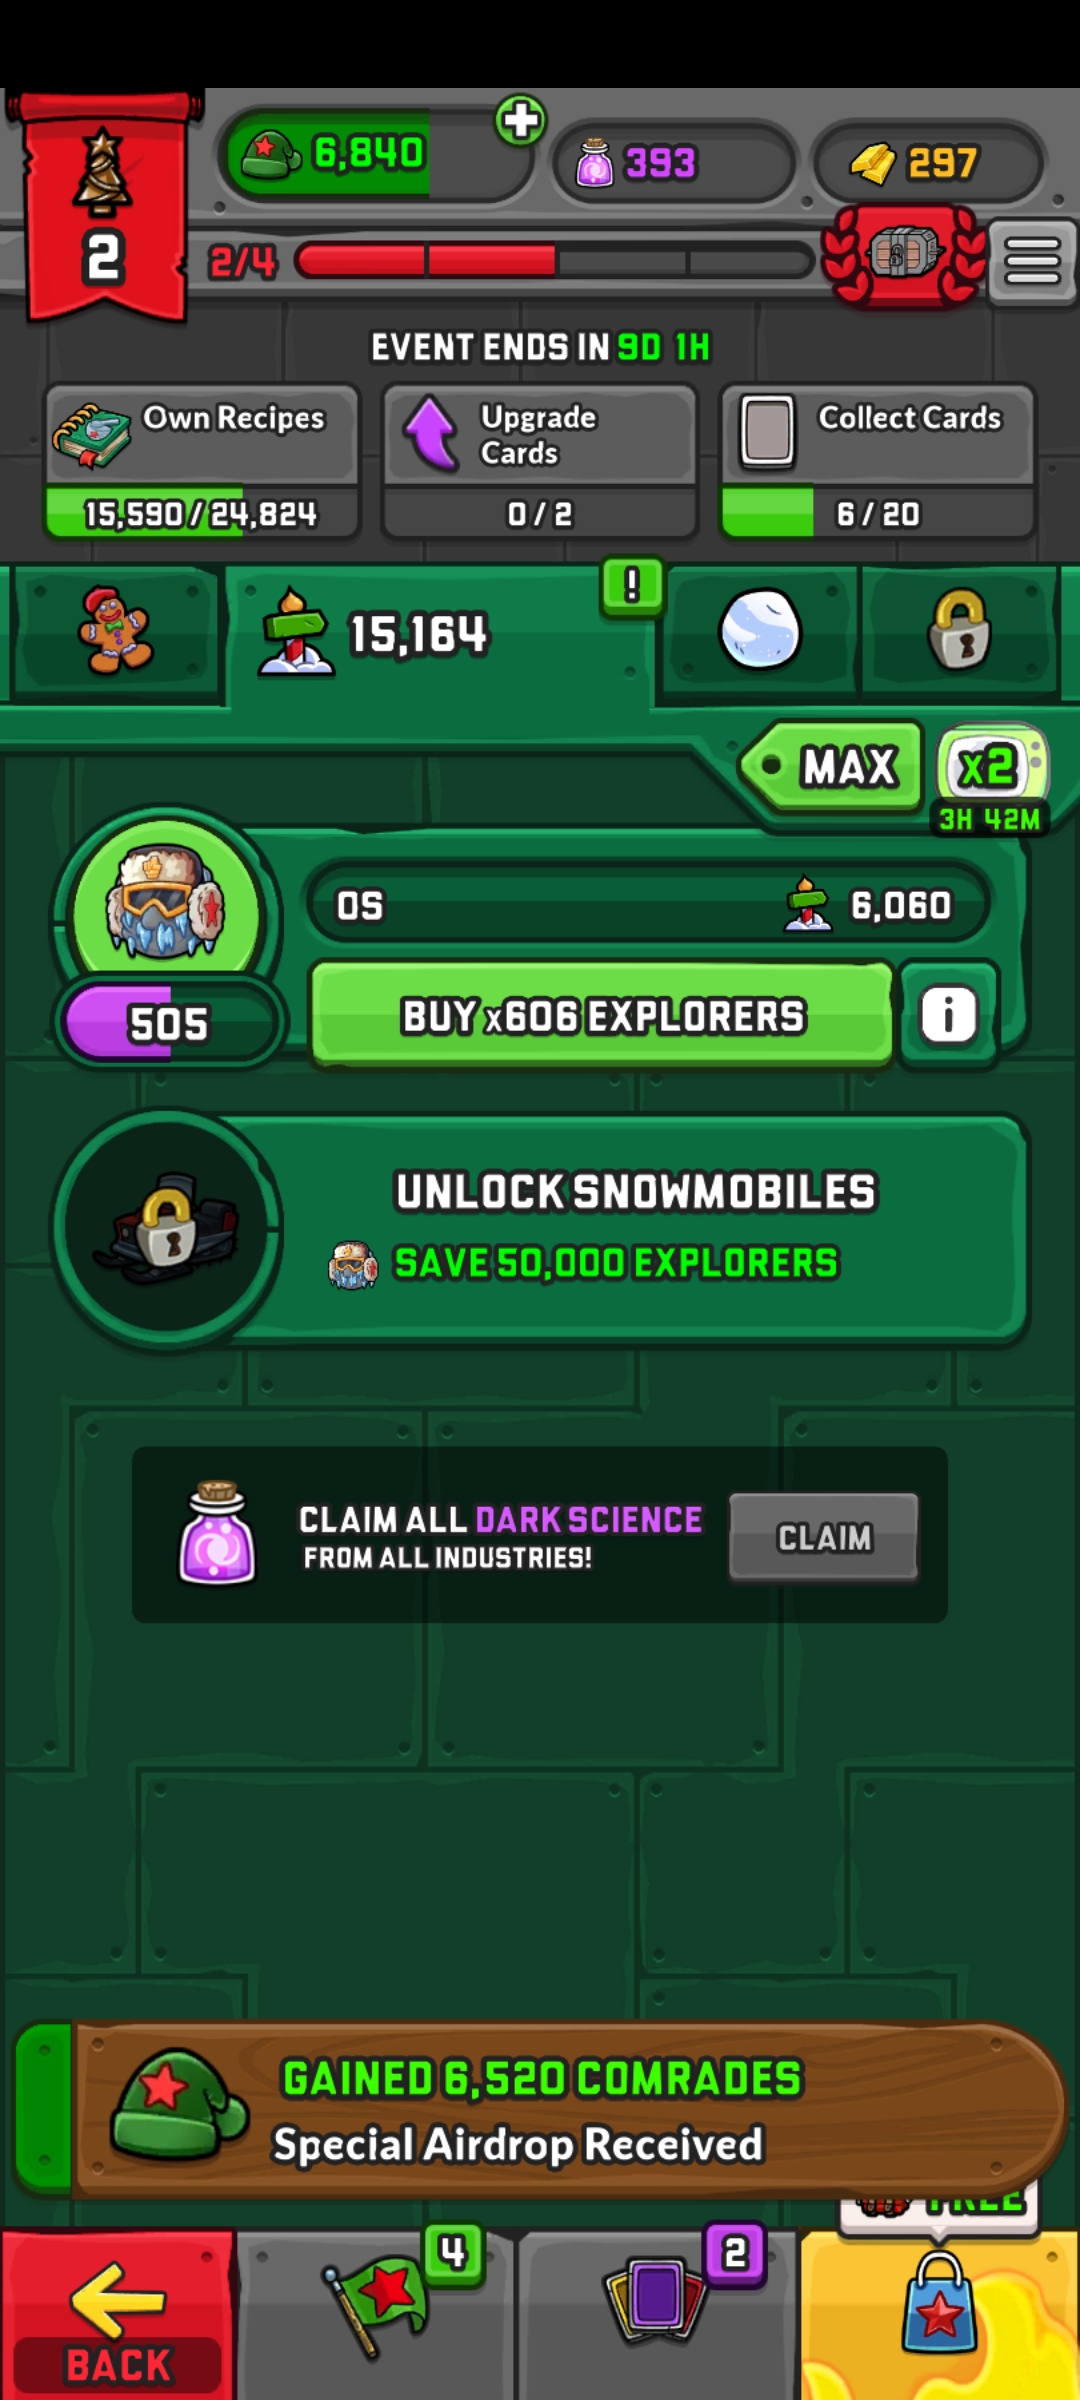 6,840
393
297
2
2/4
EVENT ENDS IN 9D 1H
Own Recipes
15,590/24,824
Upgrade
Cards
0/2
Collect Cards
6/20
15,164
!
MAX
x2
3H 42M
0S
6,060
505
BUY x606 EXPLORERS
i
UNLOCK SNOWMOBILES
SAVE 50,000 EXPLORERS
CLAIM ALL DARK SCIENCE
FROM ALL INDUSTRIES!
CLAIM
GAINED 6,520 COMRADES
Special Airdrop Received
FREE
BACK
4
2